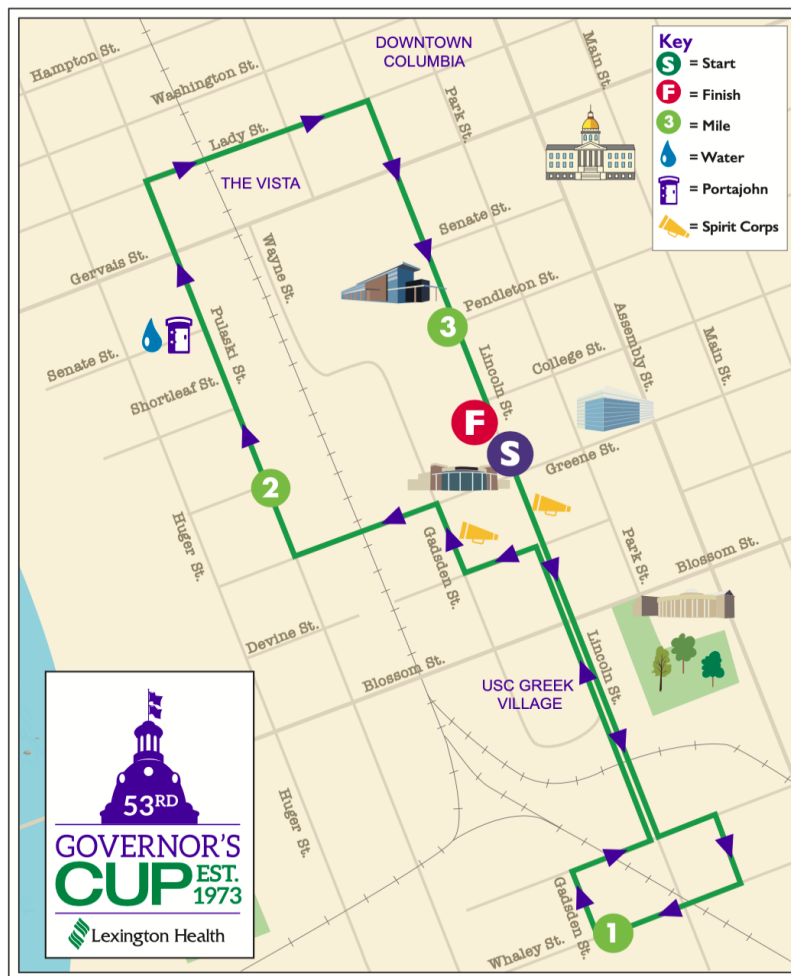 Hampton St.
Washington St.
DOWNTOWN
COLUMBIA
Main St.
Park St.
Lady St.
THE VISTA
Key
S = Start
F = Finish
3 = Mile
= Water
= Portajohn
= Spirit Corps
Gervais St.
Wayne St.
Senate St.
Pendleton St.
3
Pulaski St.
Senate St.
Shortleaf St.
Lincoln St.
College St.
Assembly St.
Main St.
F
S
Greene St.
2
Huger St.
Gadsden St.
Park St.
Blossom St.
Devine St.
Blossom St.
Lincoln St.
USC GREEK
VILLAGE
Huger St.
Gadsden St.
1
Whaley St.
53RD
GOVERNOR'S
CUP EST.
1973
Lexington Health